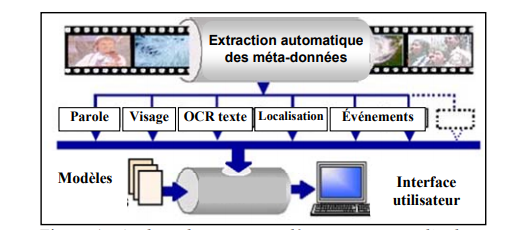 Extraction automatique
des méta-données
Parole Visage OCR texte Localisation Événements
Modèles
Interface
utilisateur